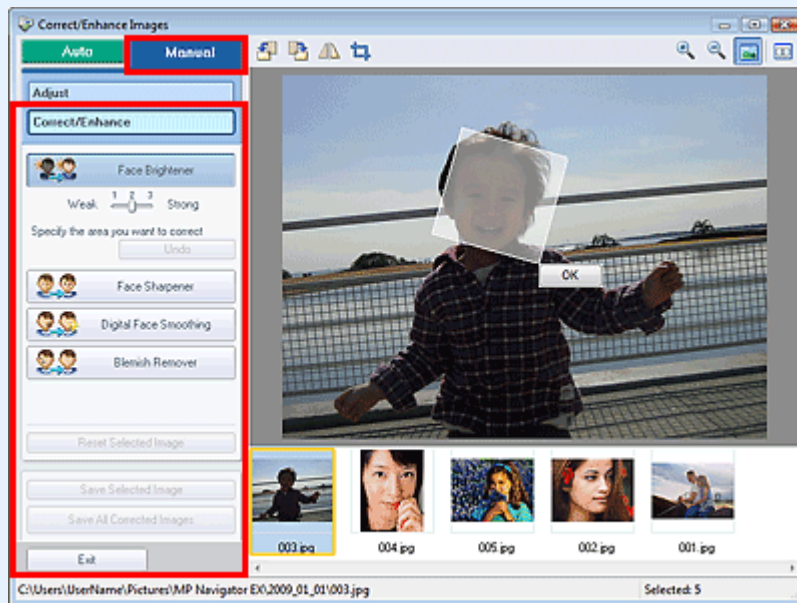 Correct/Enhance Images
Auto Manual
Adjust
Correct/Enhance
Face Brightener
1 2 3
Weak Strong
Specify the area you want to correct
Undo
OK
Face Sharpener
Digital Face Smoothing
Blemish Remover
Reset Selected Image
Save Selected Image
Save All Corrected Images
Exit
003.jpg 004.jpg 005.jpg 002.jpg 001.jpg
C:\Users\UserName\Pictures\MP Navigator EX\2009_01_01\003.jpg Selected: 5